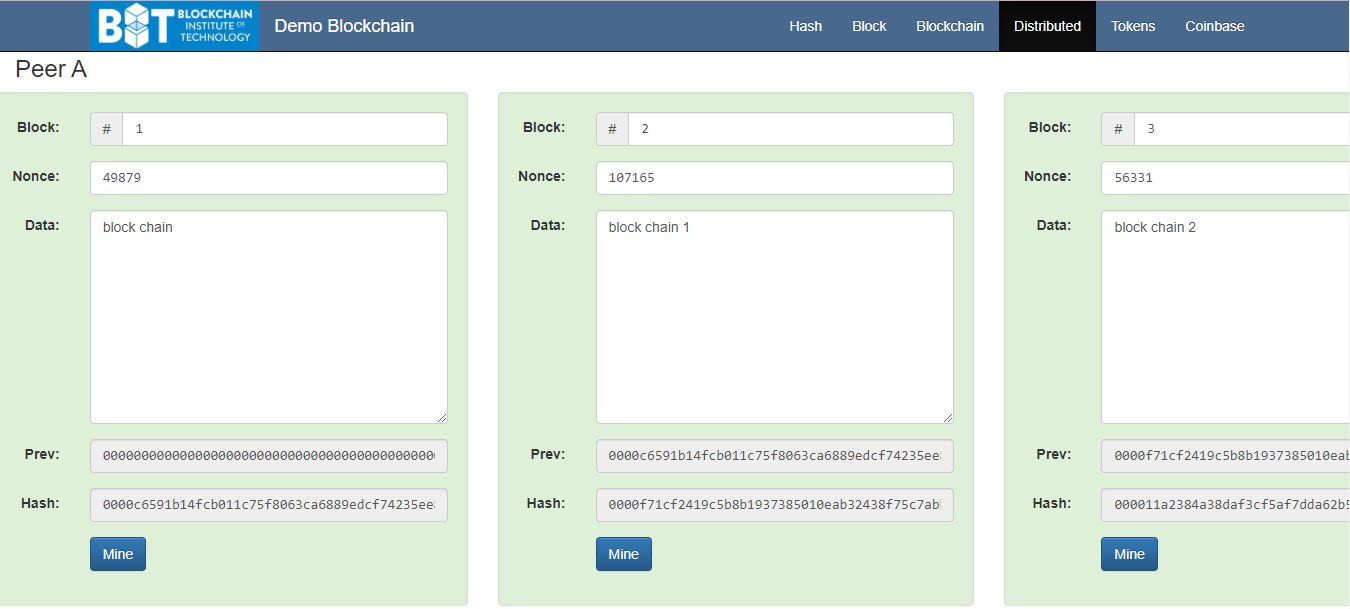 BIT BLOCKCHAIN INSTITUTE OF TECHNOLOGY Demo Blockchain Hash Block Blockchain Distributed Tokens Coinbase
Peer A
Block: # 1
Nonce: 49879
Data: block chain
Prev: 00000000000000000000000000000000000000000000
Hash: 0000c6591b14fcb011c75f8063ca6889edcf74235ee
Mine
Block: # 2
Nonce: 107165
Data: block chain 1
Prev: 0000c6591b14fcb011c75f8063ca6889edcf74235ee
Hash: 0000f71cf2419c5b8b1937385010eab32438f75c7ab
Mine
Block: # 3
Nonce: 56331
Data: block chain 2
Prev: 0000f71cf2419c5b8b1937385010eab
Hash: 000011a2384a38daf3cf5af7dda62b5
Mine